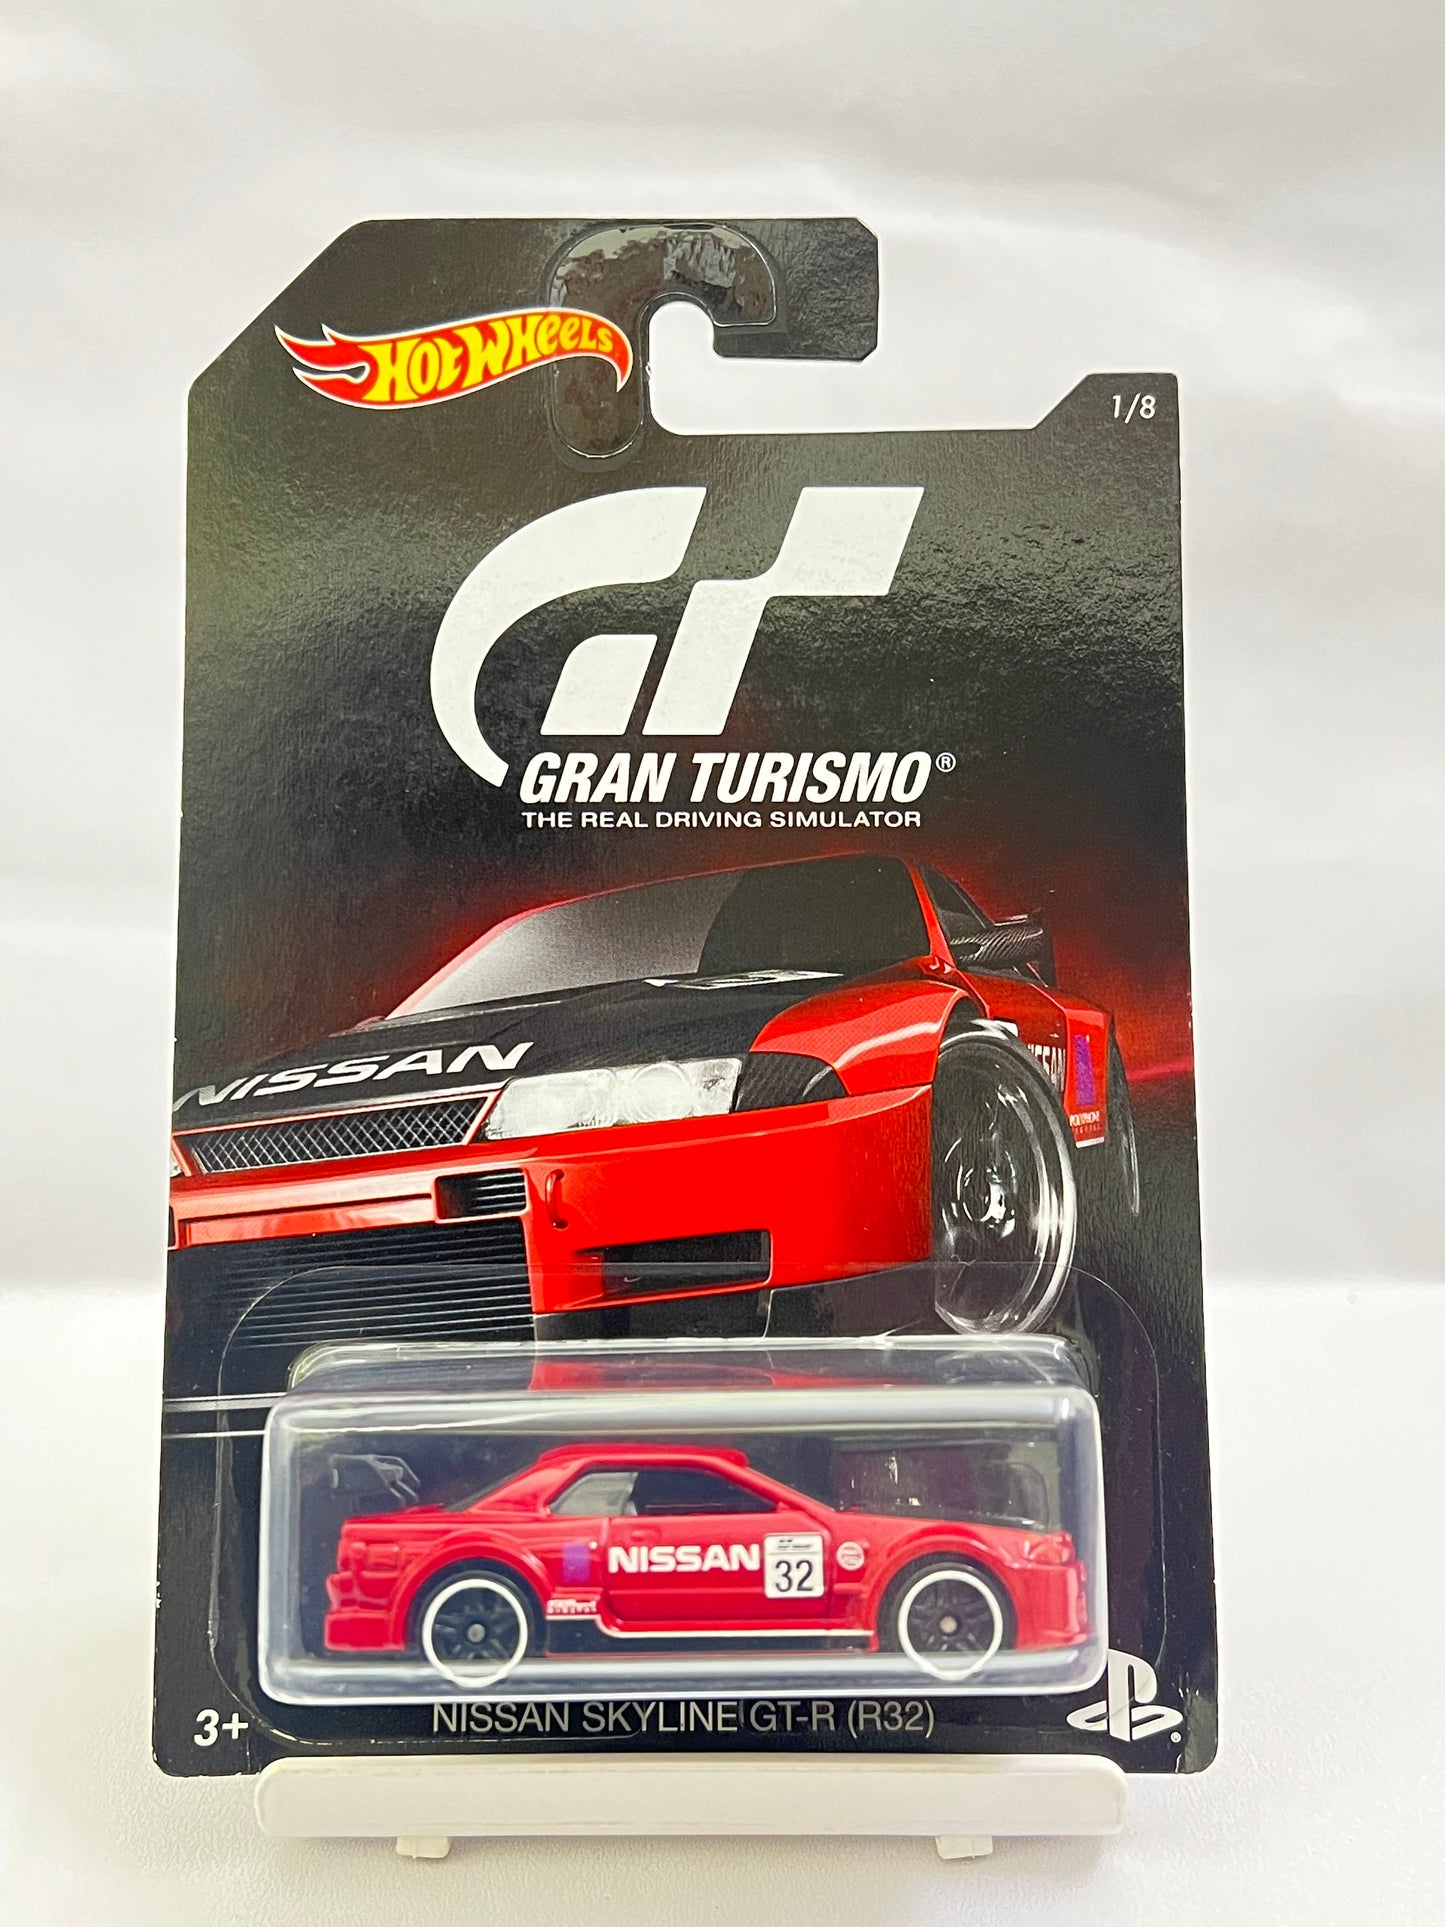 HOT WHEELS
1/8
GRAN TURISMO®
THE REAL DRIVING SIMULATOR
NISSAN
NISSAN
32
3+
NISSAN SKYLINE GT-R (R32)